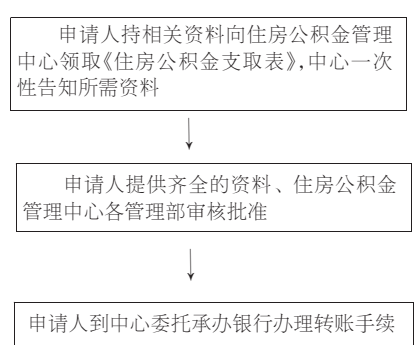 申请人持相关资料向住房公积金管理
中心领取《住房公积金支取表》,中心一次
性告知所需资料
申请人提供齐全的资料、住房公积金
管理中心各管理部审核批准
申请人到中心委托承办银行办理转账手续